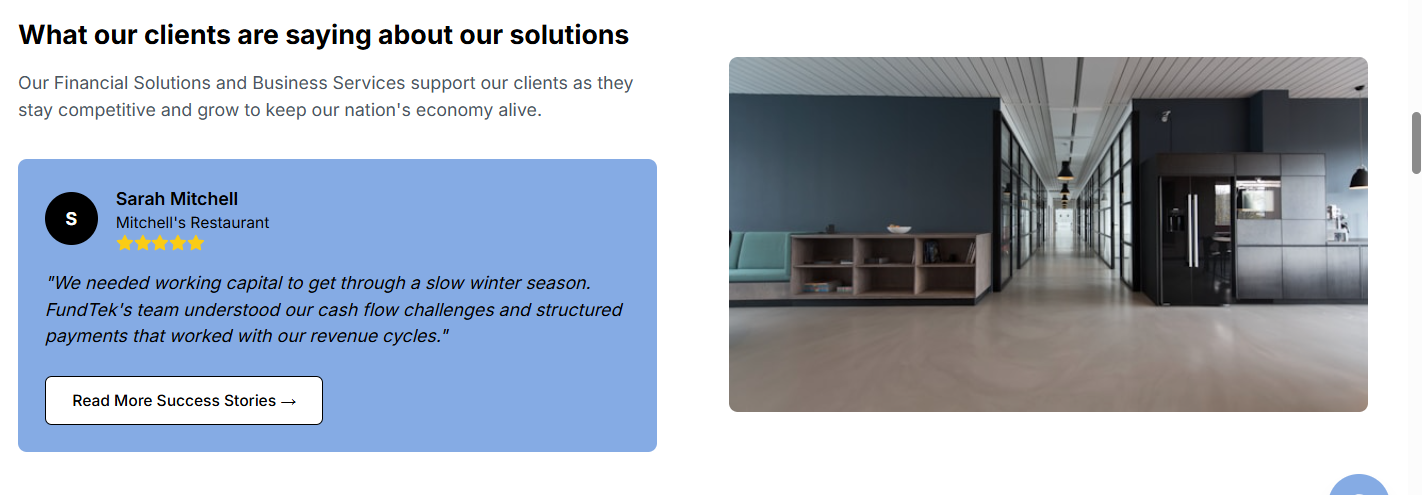 What our clients are saying about our solutions
Our Financial Solutions and Business Services support our clients as they
stay competitive and grow to keep our nation's economy alive.
S
Sarah Mitchell
Mitchell's Restaurant
"We needed working capital to get through a slow winter season.
FundTek's team understood our cash flow challenges and structured
payments that worked with our revenue cycles."
Read More Success Stories →